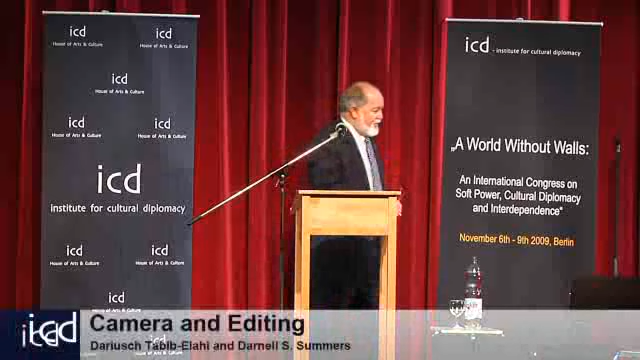 icd
House of Arts & Culture
icd
House of Arts & Culture
icd
House of Arts & Culture
icd
House of Arts & Culture
icd
House of Arts & Culture
icd
institute for cultural diplomacy
icd
House of Arts & Culture
icd
House of Arts & Culture
icd
icd - institute for cultural diplomacy
„A World Without Walls:
An International Congress on
Soft Power, Cultural Diplomacy
and Interdependence“
November 6th - 9th 2009, Berlin
Camera and Editing
Dariusch Tabib-Elahi and Darnell S. Summers